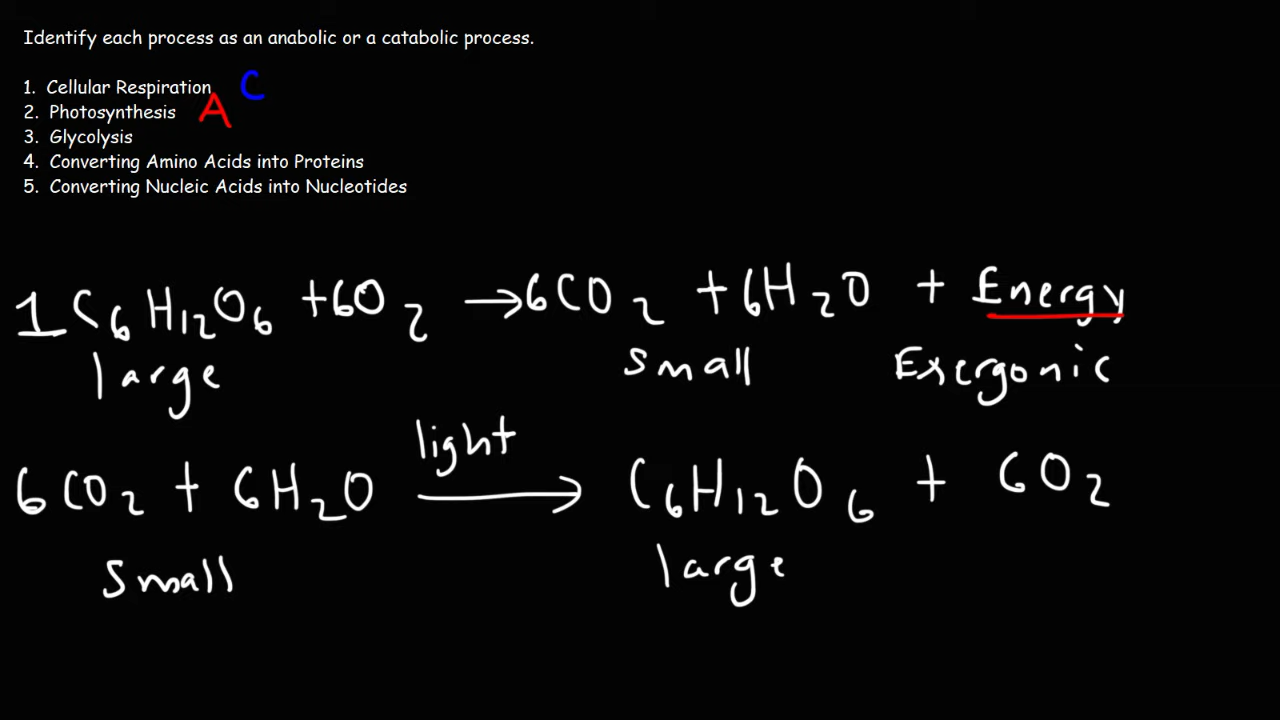 Identify each process as an anabolic or a catabolic process.
1. Cellular Respiration C
2. Photosynthesis A
3. Glycolysis
4. Converting Amino Acids into Proteins
5. Converting Nucleic Acids into Nucleotides
1 C6H12O6 + 6O2 → 6CO2 + 6H2O + Energy
large small Exergonic
light
6CO2 + 6H2O → C6H12O6 + 6O2
small large